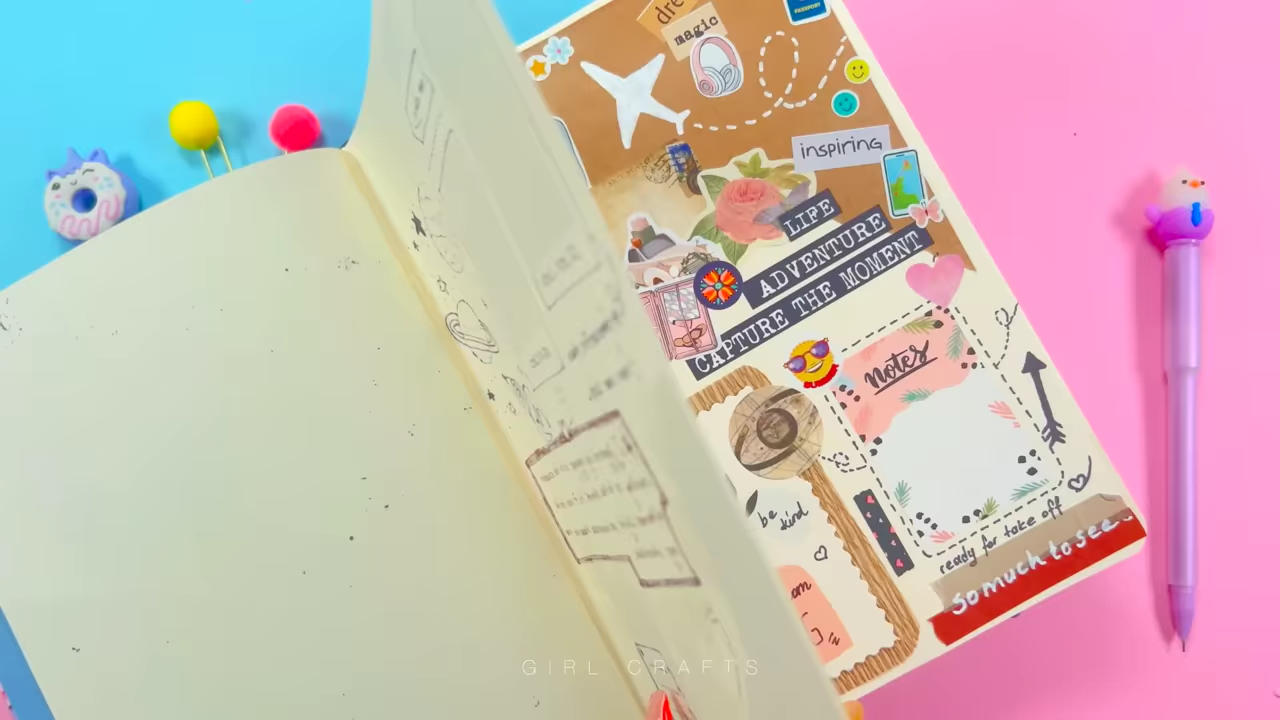 PASSPORT
dre
magic
inspiring
LIFE
ADVENTURE
CAPTURE THE MOMENT
Notes
be
kind
ready for take off
so much to see
GIRL CRAFTS